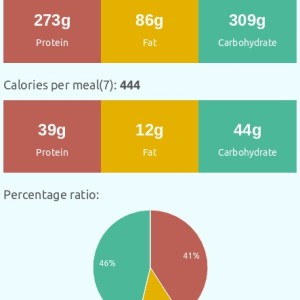 273g 86g 309g
Protein Fat Carbohydrate
Calories per meal(7): 444
39g 12g 44g
Protein Fat Carbohydrate
Percentage ratio:
46% 41%